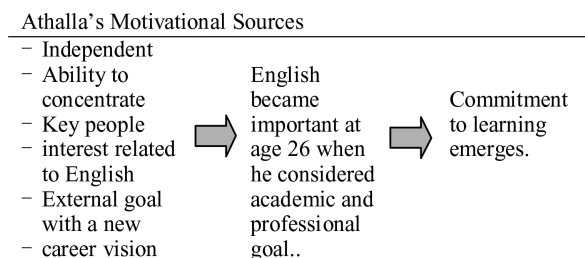 Athalla's Motivational Sources
− Independent
− Ability to
concentrate
− Key people
− interest related
to English
− External goal
with a new
− career vision
English
became
important at
age 26 when
he considered
academic and
professional
goal..
Commitment
to learning
emerges.